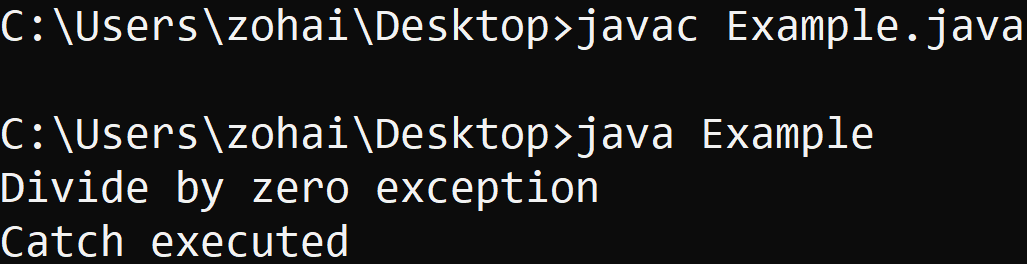 C:\Users\zohai\Desktop>javac Example.java
C:\Users\zohai\Desktop>java Example
Divide by zero exception
Catch executed